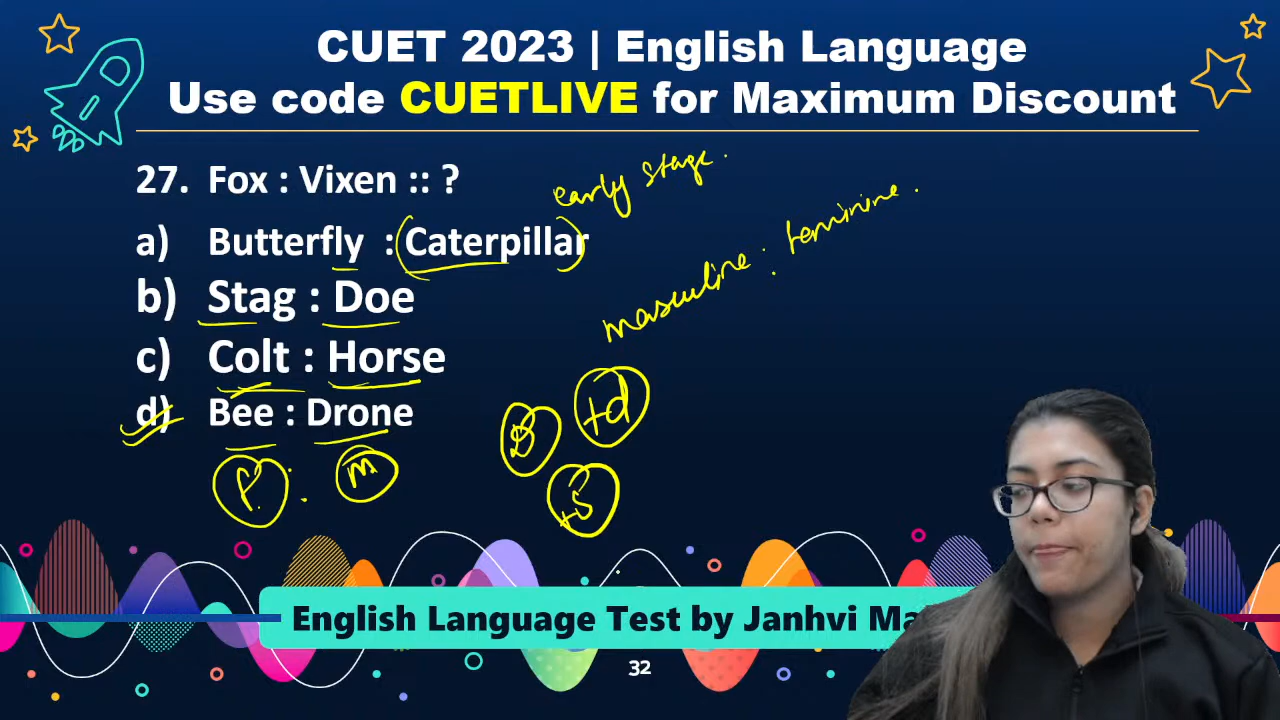 CUET 2023 | English Language
Use code CUETLIVE for Maximum Discount
27. Fox : Vixen :: ?
early stage.
a) Butterfly : Caterpillar
masculine : feminine.
b) Stag : Doe
c) Colt : Horse
d) Bee : Drone
+d
B
f : m
English Language Test by Janhvi Ma
32